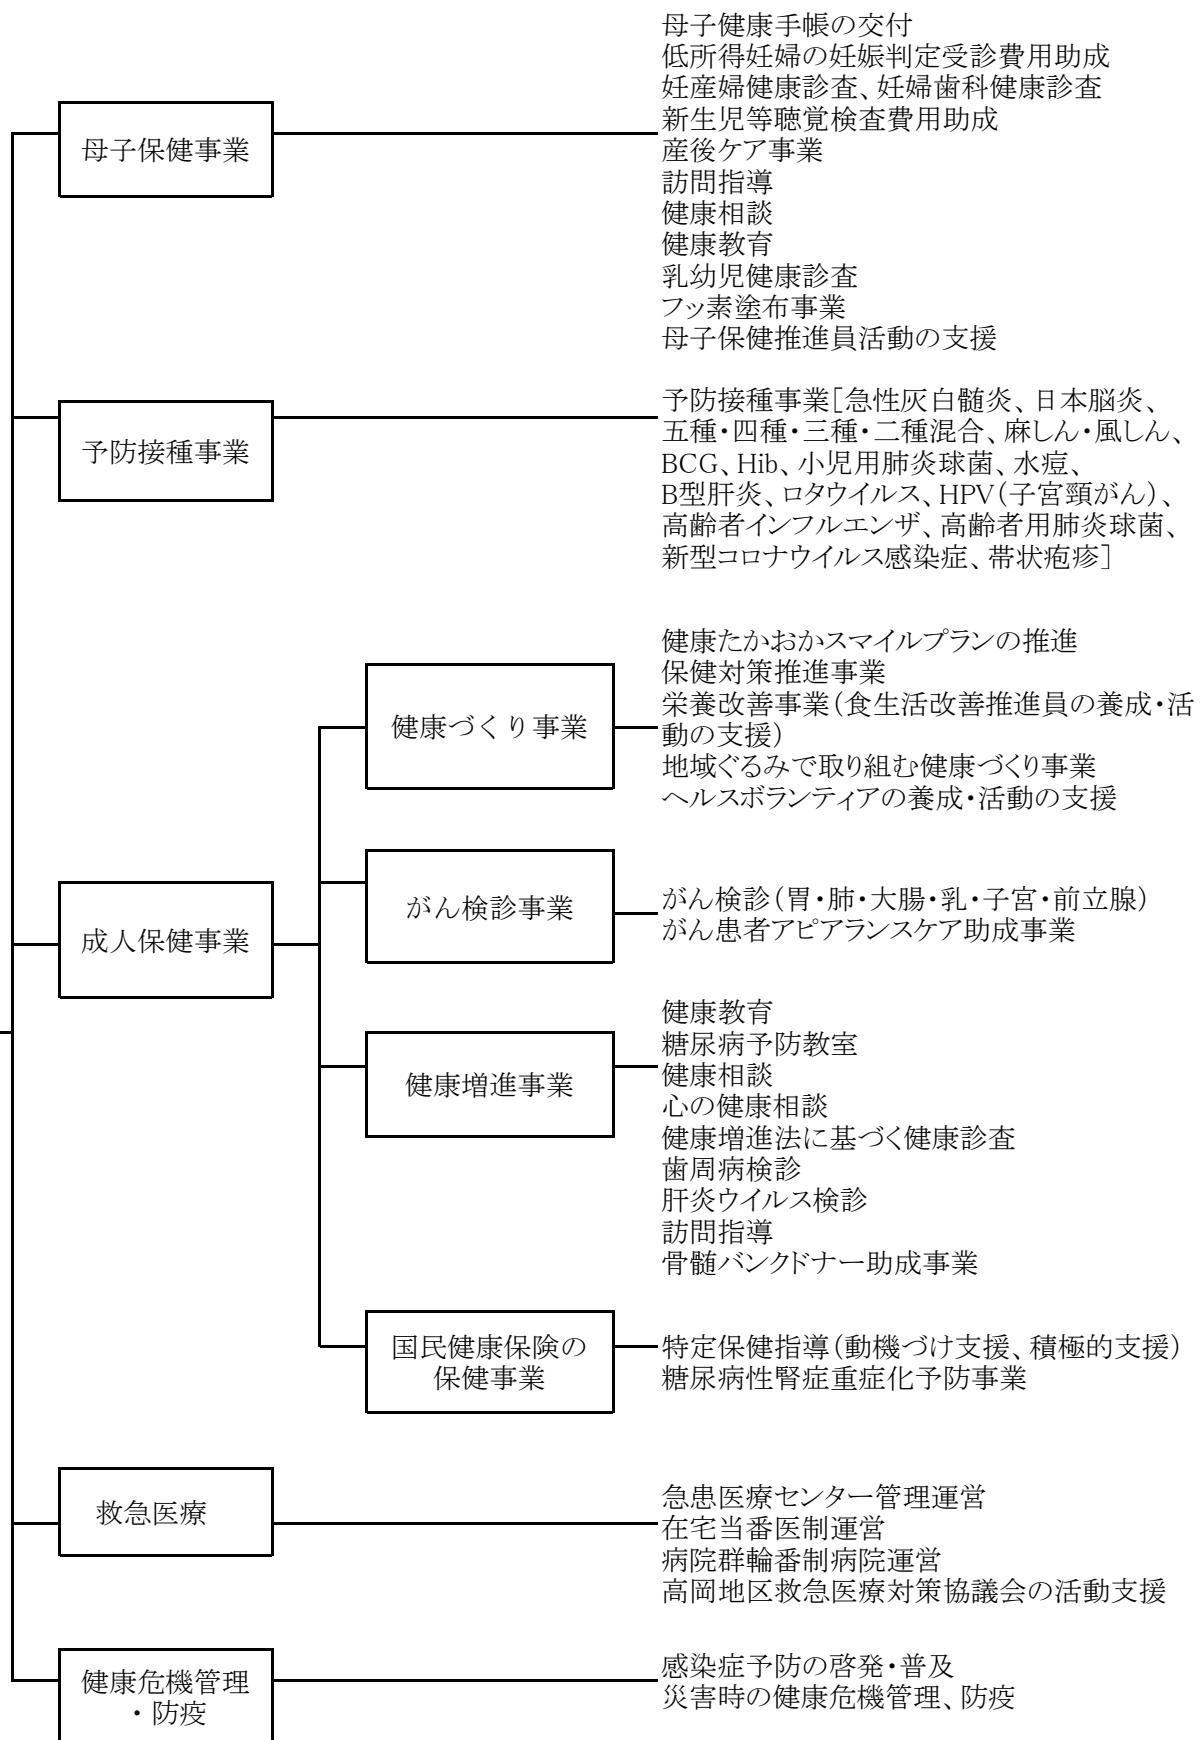 母子保健事業
母子健康手帳の交付
低所得妊婦の妊娠判定受診費用助成
妊産婦健康診査、妊婦歯科健康診査
新生児等聴覚検査費用助成
産後ケア事業
訪問指導
健康相談
健康教育
乳幼児健康診査
フッ素塗布事業
母子保健推進員活動の支援
予防接種事業
予防接種事業[急性灰白髄炎、日本脳炎、
五種・四種・三種・二種混合、麻しん・風しん、
BCG、Hib、小児用肺炎球菌、水痘、
B型肝炎、ロタウイルス、HPV(子宮頸がん)、
高齢者インフルエンザ、高齢者用肺炎球菌、
新型コロナウイルス感染症、帯状疱疹]
成人保健事業
健康づくり事業
健康たかおかスマイルプランの推進
保健対策推進事業
栄養改善事業(食生活改善推進員の養成・活
動の支援)
地域ぐるみで取り組む健康づくり事業
ヘルスボランティアの養成・活動の支援
がん検診事業
がん検診(胃・肺・大腸・乳・子宮・前立腺)
がん患者アピアランスケア助成事業
健康増進事業
健康教育
糖尿病予防教室
健康相談
心の健康相談
健康増進法に基づく健康診査
歯周病検診
肝炎ウイルス検診
訪問指導
骨髄バンクドナー助成事業
国民健康保険の
保健事業
特定保健指導(動機づけ支援、積極的支援)
糖尿病性腎症重症化予防事業
救急医療
急患医療センター管理運営
在宅当番医制運営
病院群輪番制病院運営
高岡地区救急医療対策協議会の活動支援
健康危機管理
・防疫
感染症予防の啓発・普及
災害時の健康危機管理、防疫